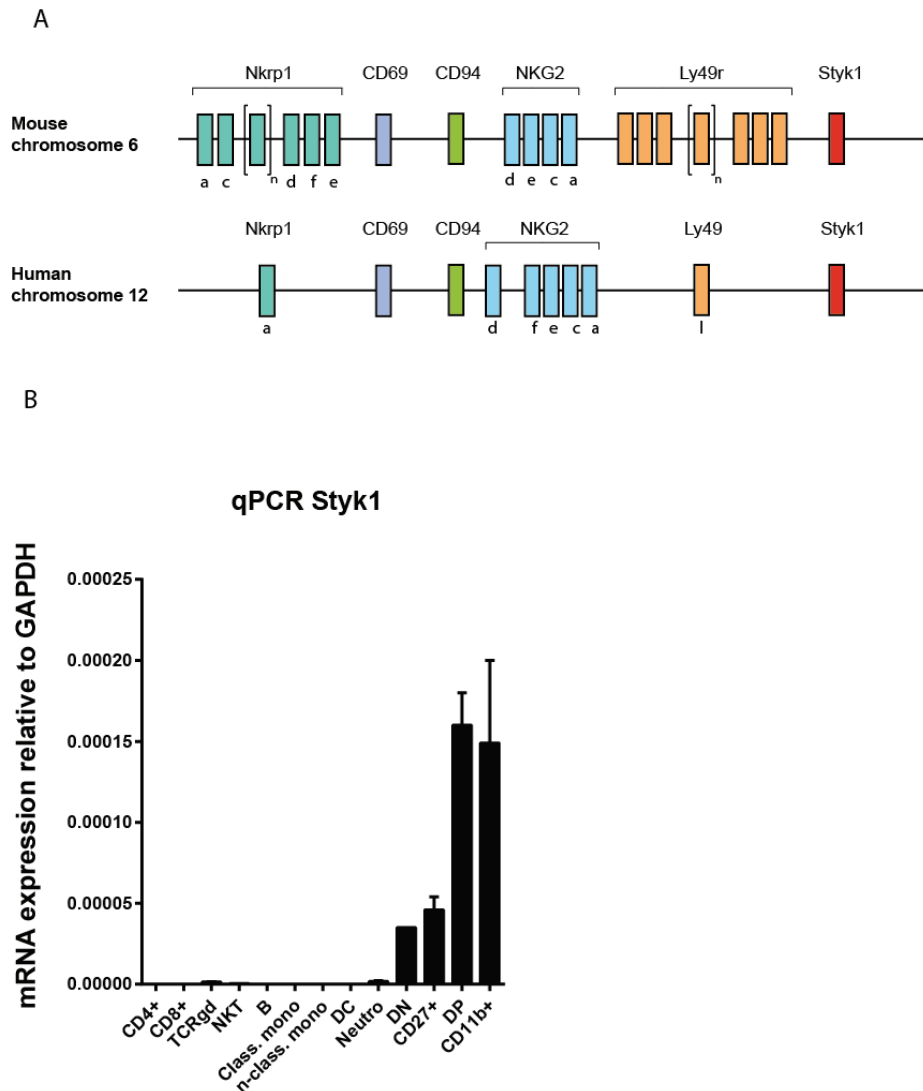 A
Nkrp1 CD69 CD94 NKG2 Ly49r Styk1
Mouse
chromosome 6
n n
a c d f e d e c a
Nkrp1 CD69 CD94 NKG2 Ly49 Styk1
Human
chromosome 12
a d f e c a l
B
qPCR Styk1
mRNA expression relative to GAPDH
0.00025
0.00020
0.00015
0.00010
0.00005
0.00000
CD4+ CD8+ TCRgd NKT B Class. mono n-class. mono DC Neutro DN CD27+ DP CD11b+